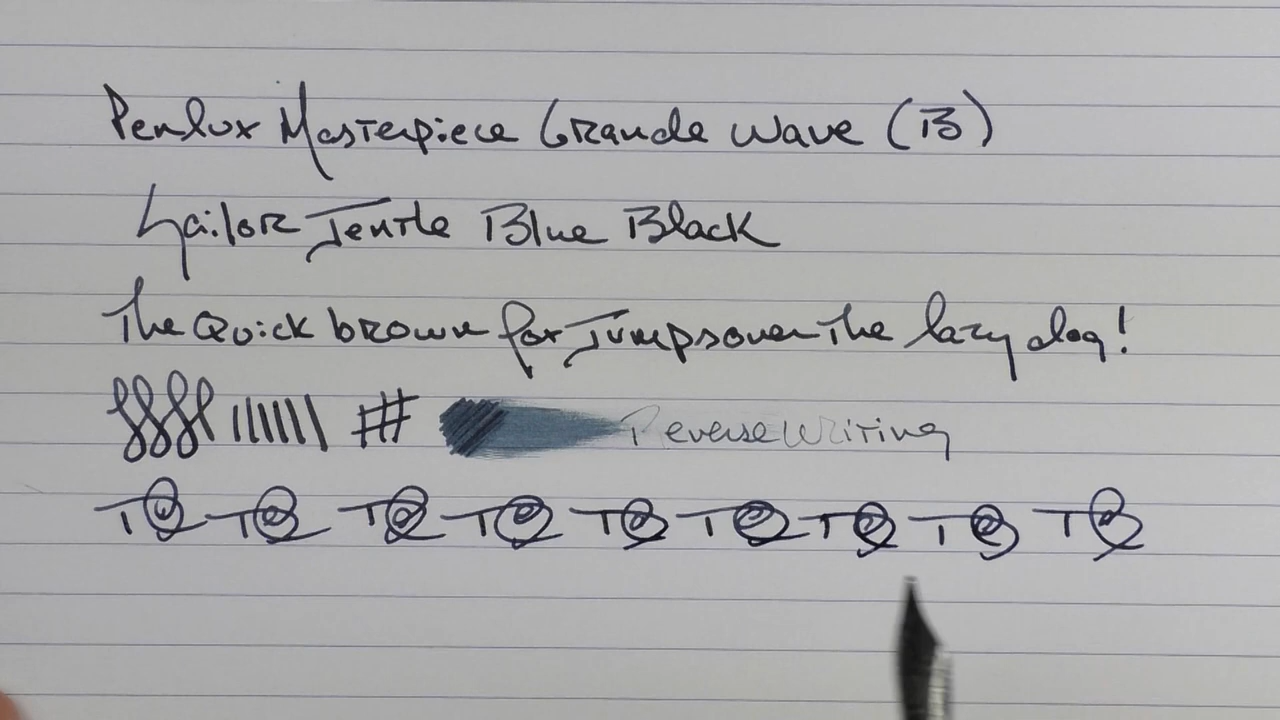 Penlux Masterpiece Grande Wave (B)
Sailor Jentle Blue Black
The Quick brown fox Jumps over The lazy dog!
# Reverse Writing